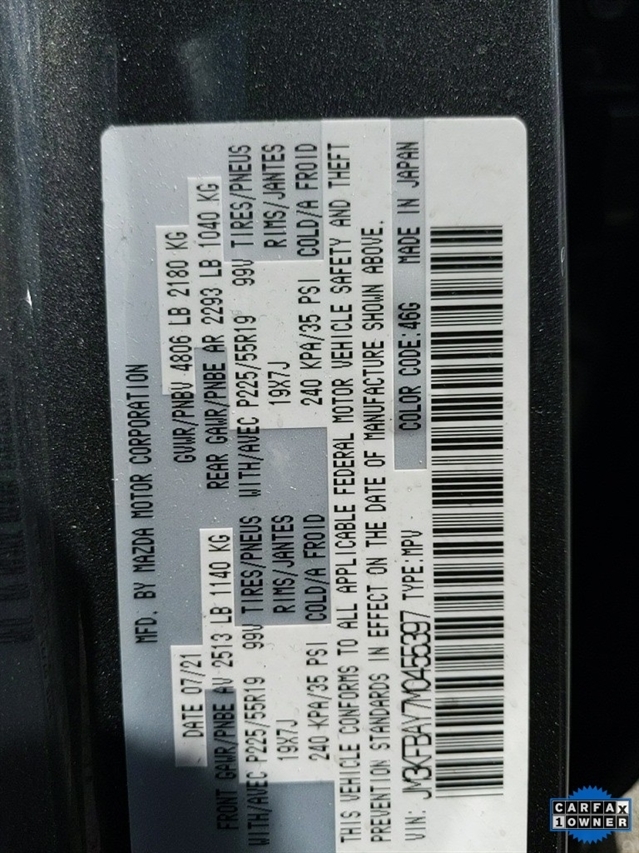 MFD. BY MAZDA MOTOR CORPORATION
DATE 07/21 GVWR/PNBV 4806 LB 2180 KG
FRONT GAWR/PNBE AV 2513 LB 1140 KG REAR GAWR/PNBE AR 2293 LB 1040 KG
WITH/AVEC P225/55R19 99V TIRES/PNEUS WITH/AVEC P225/55R19 99V TIRES/PNEUS
19X7J RIMS/JANTES 19X7J RIMS/JANTES
240 KPA/35 PSI COLD/A FROID 240 KPA/35 PSI COLD/A FROID
THIS VEHICLE CONFORMS TO ALL APPLICABLE FEDERAL MOTOR VEHICLE SAFETY AND THEFT
PREVENTION STANDARDS IN EFFECT ON THE DATE OF MANUFACTURE SHOWN ABOVE.
VIN: JM3KFBAY7M0455397 TYPE:MPV COLOR CODE:46G MADE IN JAPAN
CARFAX
1 OWNER